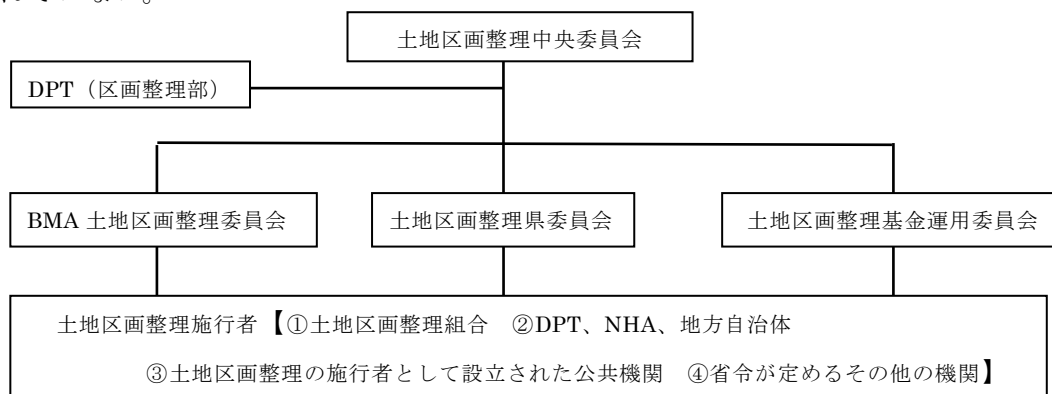 土地区画整理中央委員会
DPT（区画整理部）
BMA 土地区画整理委員会
土地区画整理県委員会
土地区画整理基金運用委員会
土地区画整理施行者【①土地区画整理組合　②DPT、NHA、地方自治体
③土地区画整理の施行者として設立された公共機関　④省令が定めるその他の機関】